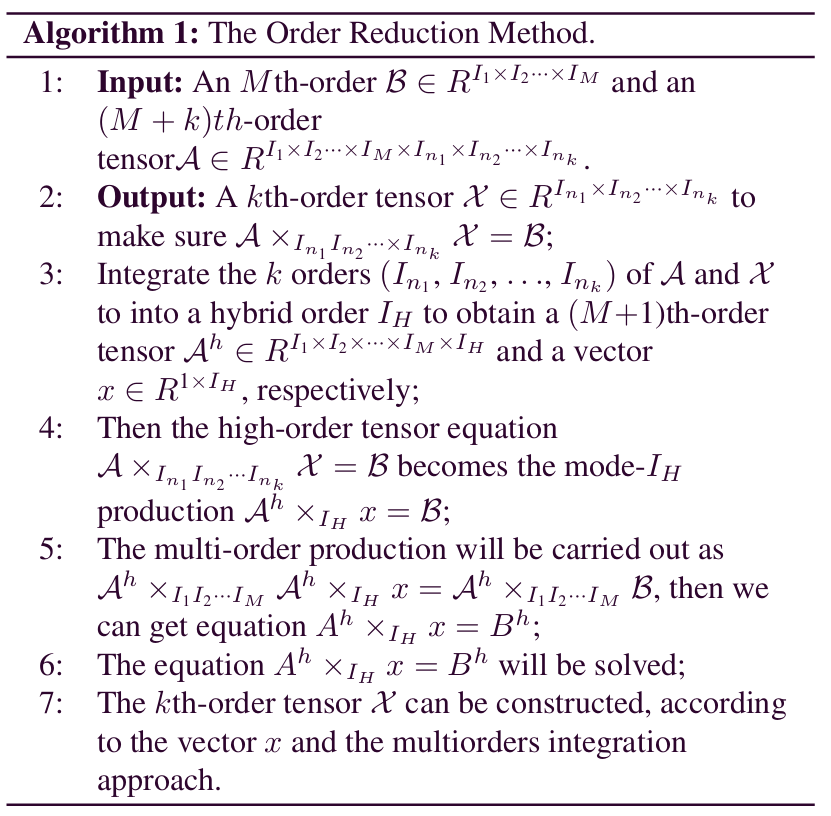 Algorithm 1: The Order Reduction Method.
1: Input: An $M$th-order $\mathcal{B} \in R^{I_1 \times I_2 \cdots \times I_M}$ and an
$(M + k)th$-order
tensor$\mathcal{A} \in R^{I_1 \times I_2 \cdots \times I_M \times I_{n_1} \times I_{n_2} \cdots \times I_{n_k}}$.
2: Output: A $k$th-order tensor $\mathcal{X} \in R^{I_{n_1} \times I_{n_2} \cdots \times I_{n_k}}$ to
make sure $\mathcal{A} \times_{I_{n_1} I_{n_2} \cdots \times I_{n_k}} \mathcal{X} = \mathcal{B}$;
3: Integrate the $k$ orders $(I_{n_1}, I_{n_2}, \ldots, I_{n_k})$ of $\mathcal{A}$ and $\mathcal{X}$
to into a hybrid order $I_H$ to obtain a $(M+1)$th-order
tensor $\mathcal{A}^h \in R^{I_1 \times I_2 \times \cdots \times I_M \times I_H}$ and a vector
$x \in R^{1 \times I_H}$, respectively;
4: Then the high-order tensor equation
$\mathcal{A} \times_{I_{n_1} I_{n_2} \cdots I_{n_k}} \mathcal{X} = \mathcal{B}$ becomes the mode-$I_H$
production $\mathcal{A}^h \times_{I_H} x = \mathcal{B}$;
5: The multi-order production will be carried out as
$\mathcal{A}^h \times_{I_1 I_2 \cdots I_M} \mathcal{A}^h \times_{I_H} x = \mathcal{A}^h \times_{I_1 I_2 \cdots I_M} \mathcal{B}$, then we
can get equation $A^h \times_{I_H} x = B^h$;
6: The equation $A^h \times_{I_H} x = B^h$ will be solved;
7: The $k$th-order tensor $\mathcal{X}$ can be constructed, according
to the vector $x$ and the multiorders integration
approach.